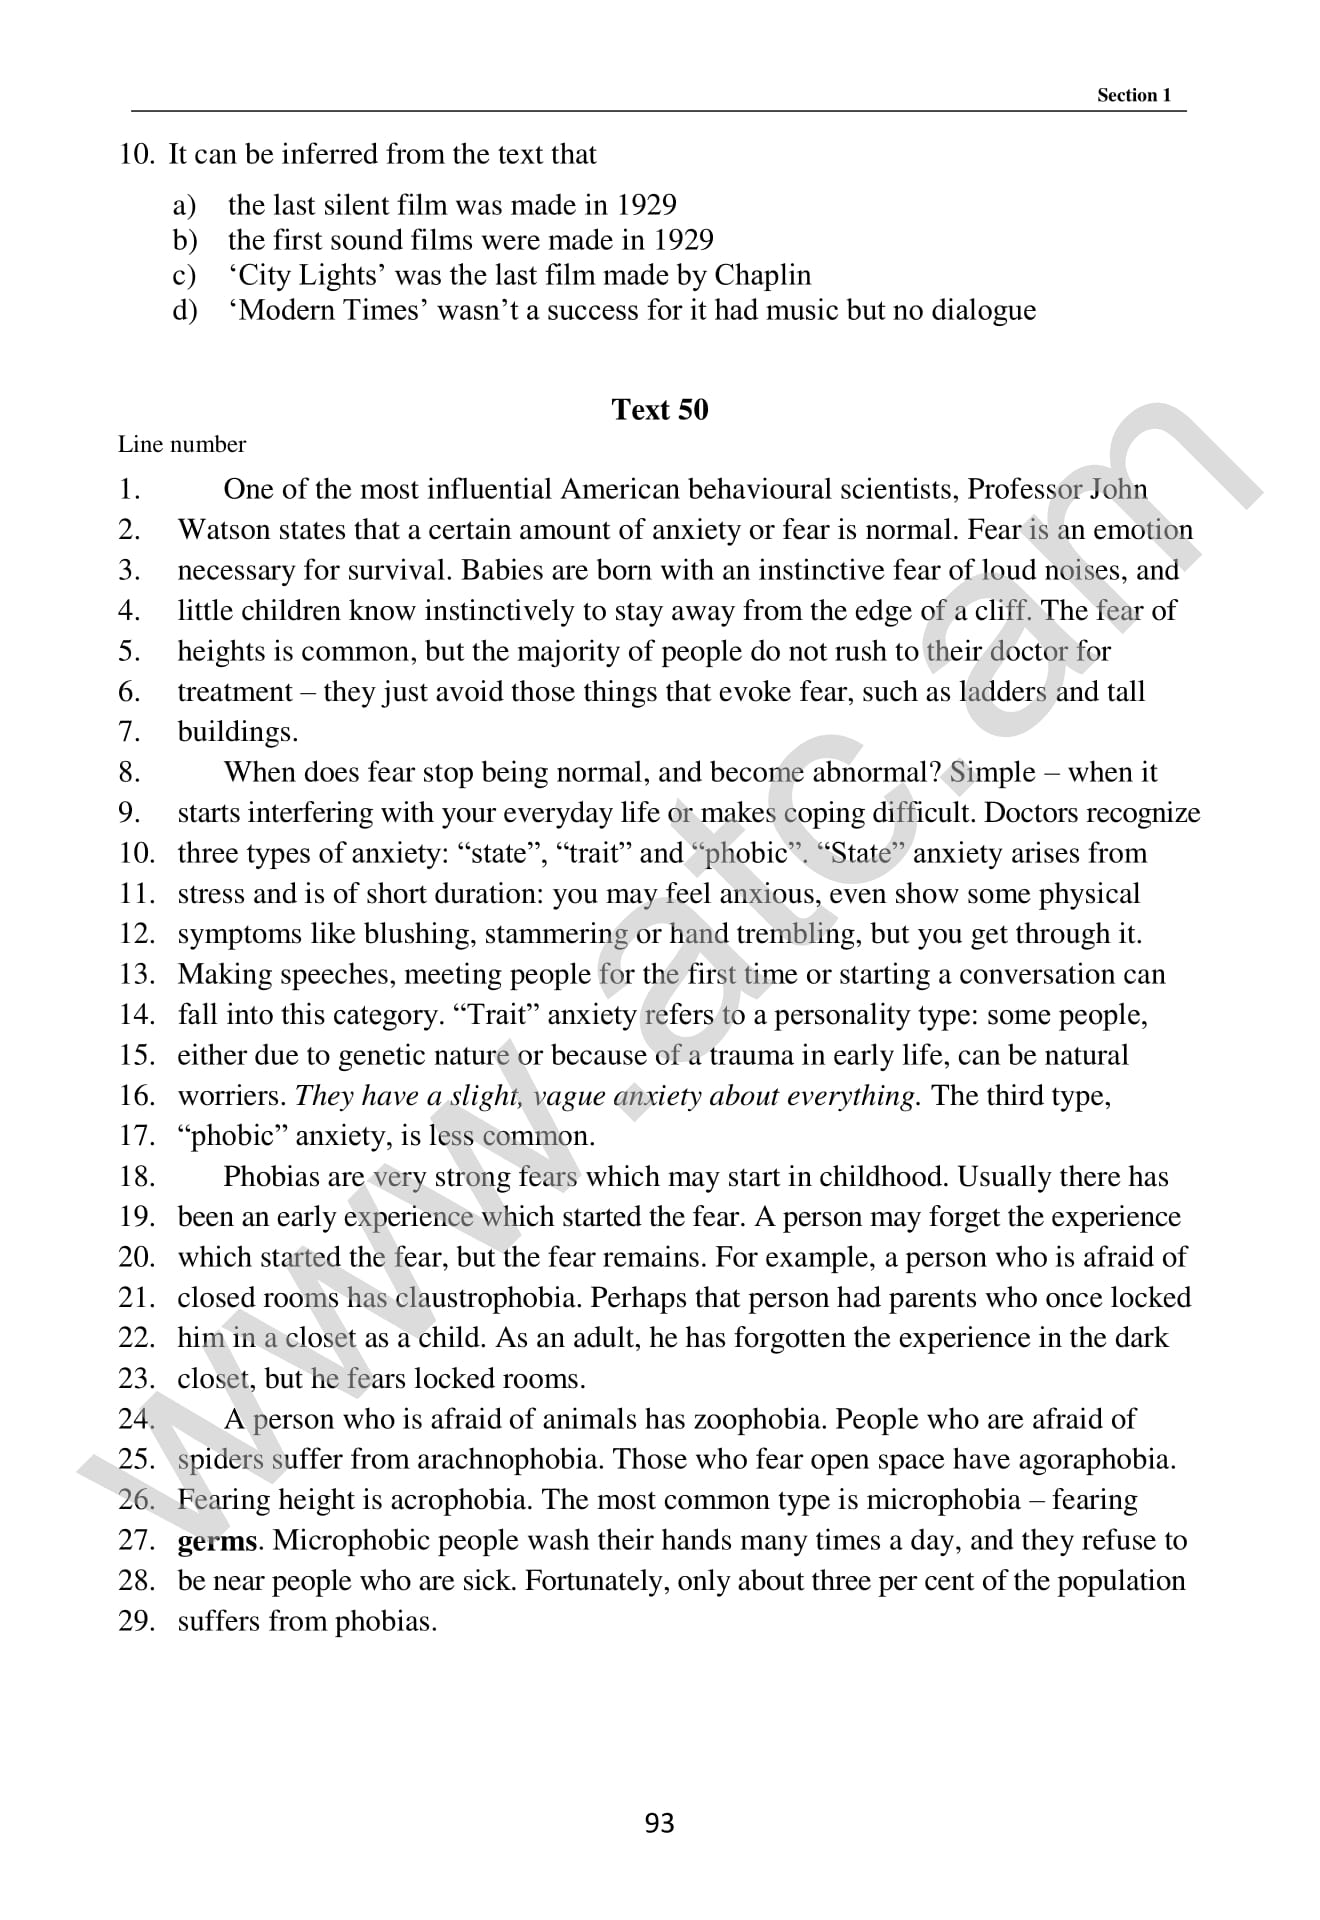 Section 1
10. It can be inferred from the text that
a) the last silent film was made in 1929
b) the first sound films were made in 1929
c) ‘City Lights’ was the last film made by Chaplin
d) ‘Modern Times’ wasn’t a success for it had music but no dialogue
Text 50
Line number
1. One of the most influential American behavioural scientists, Professor John
2. Watson states that a certain amount of anxiety or fear is normal. Fear is an emotion
3. necessary for survival. Babies are born with an instinctive fear of loud noises, and
4. little children know instinctively to stay away from the edge of a cliff. The fear of
5. heights is common, but the majority of people do not rush to their doctor for
6. treatment – they just avoid those things that evoke fear, such as ladders and tall
7. buildings.
8. When does fear stop being normal, and become abnormal? Simple – when it
9. starts interfering with your everyday life or makes coping difficult. Doctors recognize
10. three types of anxiety: “state”, “trait” and “phobic”. “State” anxiety arises from
11. stress and is of short duration: you may feel anxious, even show some physical
12. symptoms like blushing, stammering or hand trembling, but you get through it.
13. Making speeches, meeting people for the first time or starting a conversation can
14. fall into this category. “Trait” anxiety refers to a personality type: some people,
15. either due to genetic nature or because of a trauma in early life, can be natural
16. worriers. They have a slight, vague anxiety about everything. The third type,
17. “phobic” anxiety, is less common.
18. Phobias are very strong fears which may start in childhood. Usually there has
19. been an early experience which started the fear. A person may forget the experience
20. which started the fear, but the fear remains. For example, a person who is afraid of
21. closed rooms has claustrophobia. Perhaps that person had parents who once locked
22. him in a closet as a child. As an adult, he has forgotten the experience in the dark
23. closet, but he fears locked rooms.
24. A person who is afraid of animals has zoophobia. People who are afraid of
25. spiders suffer from arachnophobia. Those who fear open space have agoraphobia.
26. Fearing height is acrophobia. The most common type is microphobia – fearing
27. germs. Microphobic people wash their hands many times a day, and they refuse to
28. be near people who are sick. Fortunately, only about three per cent of the population
29. suffers from phobias.
www.atc.am
93